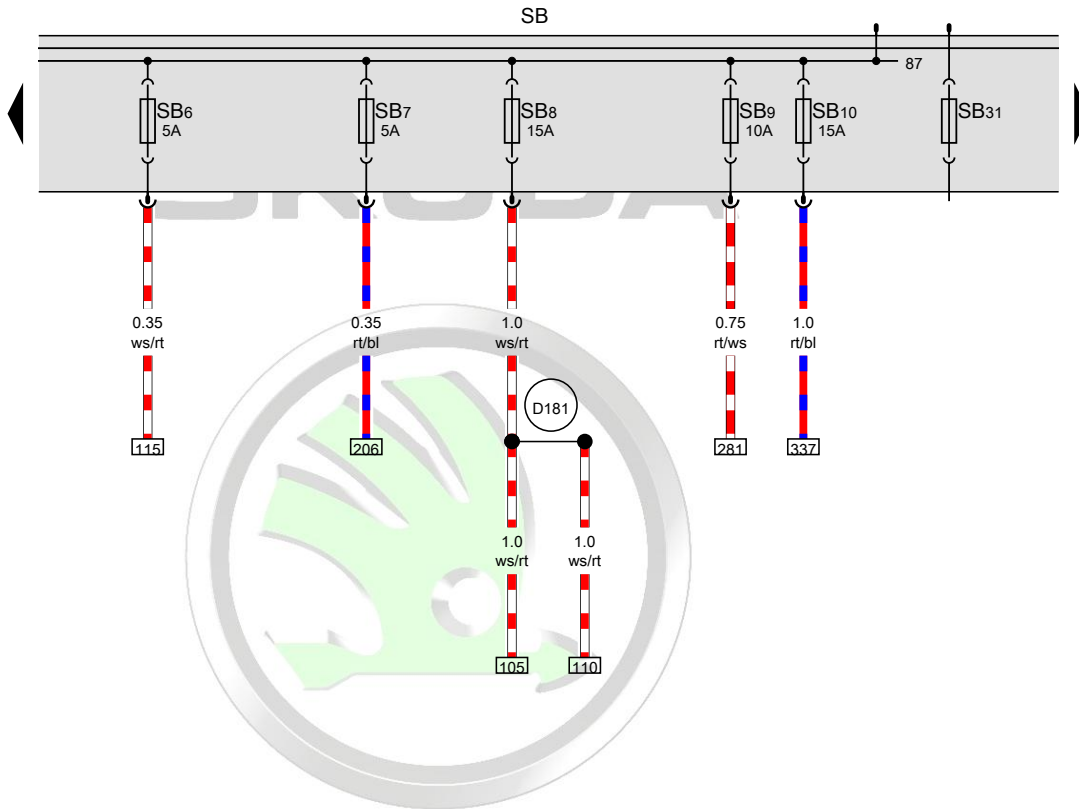 SB
87
SB6
5A
SB7
5A
SB8
15A
SB9
10A
SB10
15A
SB31
ŠKODA
0.35
ws/rt
0.35
rt/bl
1.0
ws/rt
0.75
rt/ws
1.0
rt/bl
D181
115
206
281
337
1.0
ws/rt
1.0
ws/rt
105
110